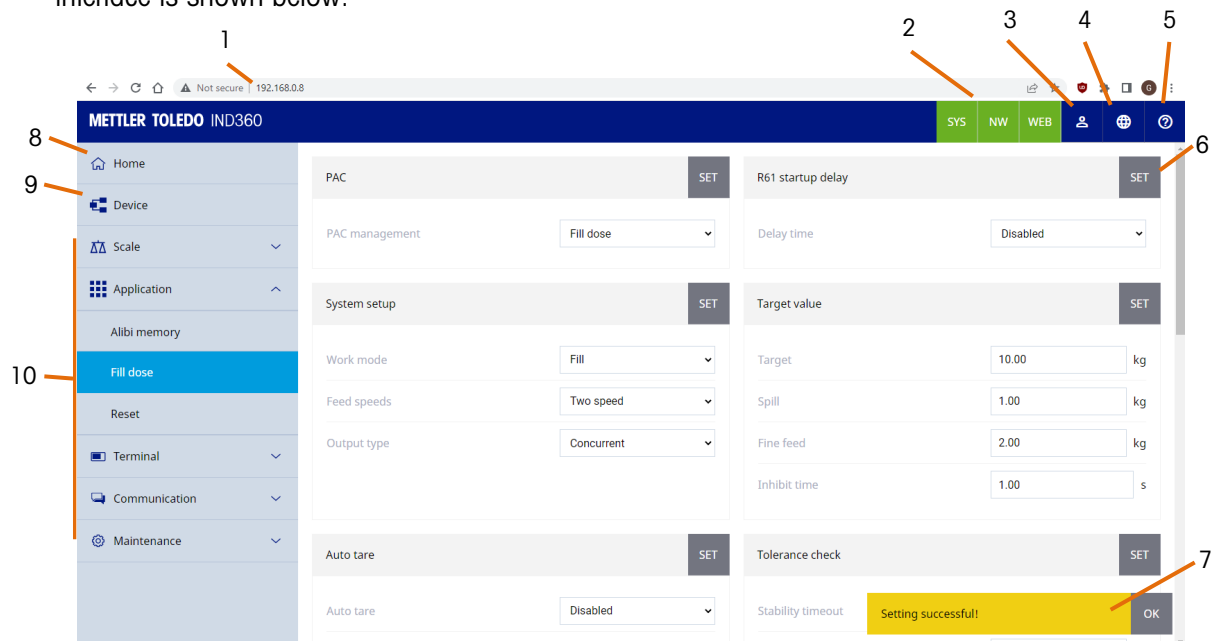 interface is shown below:
1
2
3
4
5
Not secure | 192.168.0.8
G
METTLER TOLEDO IND360
SYS NW WEB
8
Home
6
9
Device
Scale
Application
Alibi memory
Fill dose
10
Reset
Terminal
Communication
Maintenance
PAC SET
PAC management Fill dose
R61 startup delay SET
Delay time Disabled
System setup SET
Work mode Fill
Feed speeds Two speed
Output type Concurrent
Target value SET
Target 10.00 kg
Spill 1.00 kg
Fine feed 2.00 kg
Inhibit time 1.00 s
Auto tare SET
Auto tare Disabled
Tolerance check SET
7
Stability timeout
Setting successful! OK